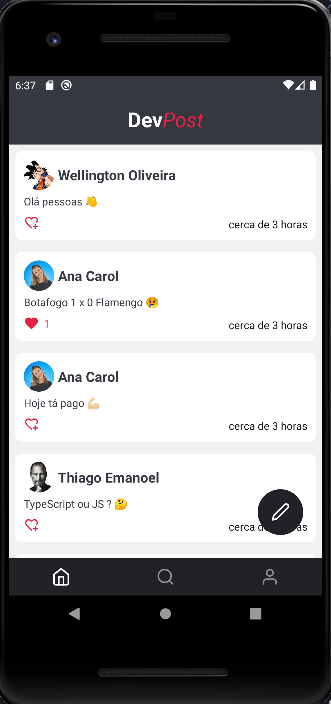 6:37
DevPost
Wellington Oliveira
Olá pessoas 👋
cerca de 3 horas
Ana Carol
Botafogo 1 x 0 Flamengo 😢
1
cerca de 3 horas
Ana Carol
Hoje tá pago 💪🏻
cerca de 3 horas
Thiago Emanoel
TypeScript ou JS ? 🤔
cerca
as